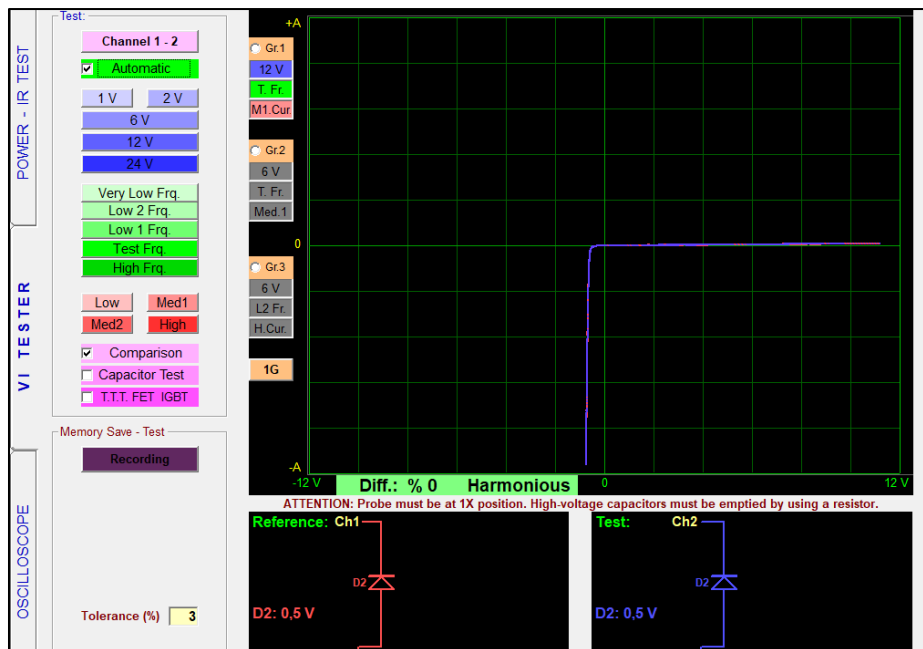 POWER - IR TEST
VI TESTER
OSCILLOSCOPE
Test:
Channel 1 - 2
Automatic
1 V
2 V
6 V
12 V
24 V
Very Low Frq.
Low 2 Frq.
Low 1 Frq.
Test Frq.
High Frq.
Low
Med1
Med2
High
Comparison
Capacitor Test
T.T.T. FET IGBT
Memory Save - Test
Recording
Tolerance (%) 3
Gr.1
12 V
T. Fr.
M1.Cur
Gr.2
6 V
T. Fr.
Med.1
Gr.3
6 V
L2 Fr.
H.Cur.
1G
+A
0
-A
-12 V
0
12 V
Diff.: % 0 Harmonious
ATTENTION: Probe must be at 1X position. High-voltage capacitors must be emptied by using a resistor.
Reference: Ch1
D2
D2: 0,5 V
Test: Ch2
D2
D2: 0,5 V